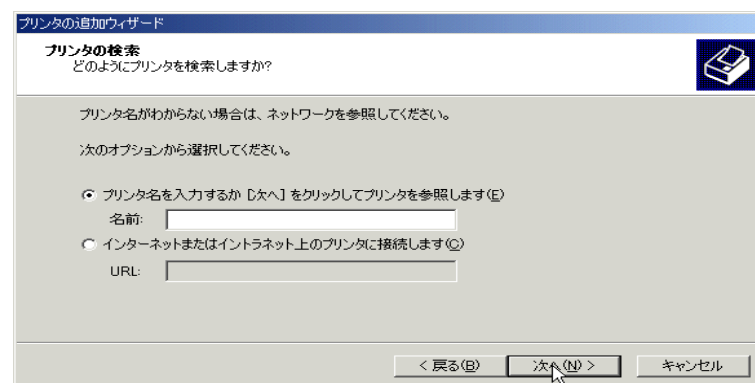 プリンタの追加ウィザード
プリンタの検索
どのようにプリンタを検索しますか?
プリンタ名がわからない場合は、ネットワークを参照してください。
次のオプションから選択してください。
プリンタ名を入力するか [次へ] をクリックしてプリンタを参照します(E)
名前:
インターネットまたはイントラネット上のプリンタに接続します(C)
URL:
< 戻る(B) 次へ(N) > キャンセル